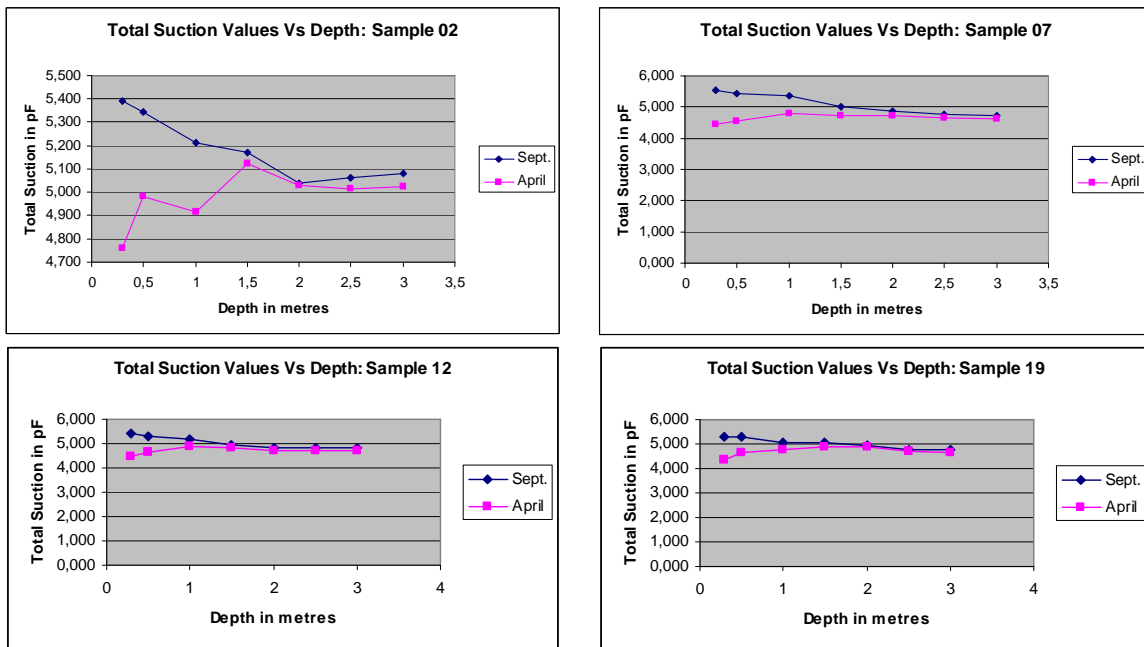 Total Suction Values Vs Depth: Sample 02
5,500
5,400
5,300
5,200
5,100
5,000
4,900
4,800
4,700
Total Suction in pF
0 0,5 1 1,5 2 2,5 3 3,5
Depth in metres
Sept.
April
Total Suction Values Vs Depth: Sample 07
6,000
5,000
4,000
3,000
2,000
1,000
0,000
Total Suction in pF
0 0,5 1 1,5 2 2,5 3 3,5
Depth in metres
Sept.
April
Total Suction Values Vs Depth: Sample 12
6,000
5,000
4,000
3,000
2,000
1,000
0,000
Total Suction in pF
0 1 2 3 4
Depth in metres
Sept.
April
Total Suction Values Vs Depth: Sample 19
6,000
5,000
4,000
3,000
2,000
1,000
0,000
Total Suction in pF
0 1 2 3 4
Depth in metres
Sept.
April